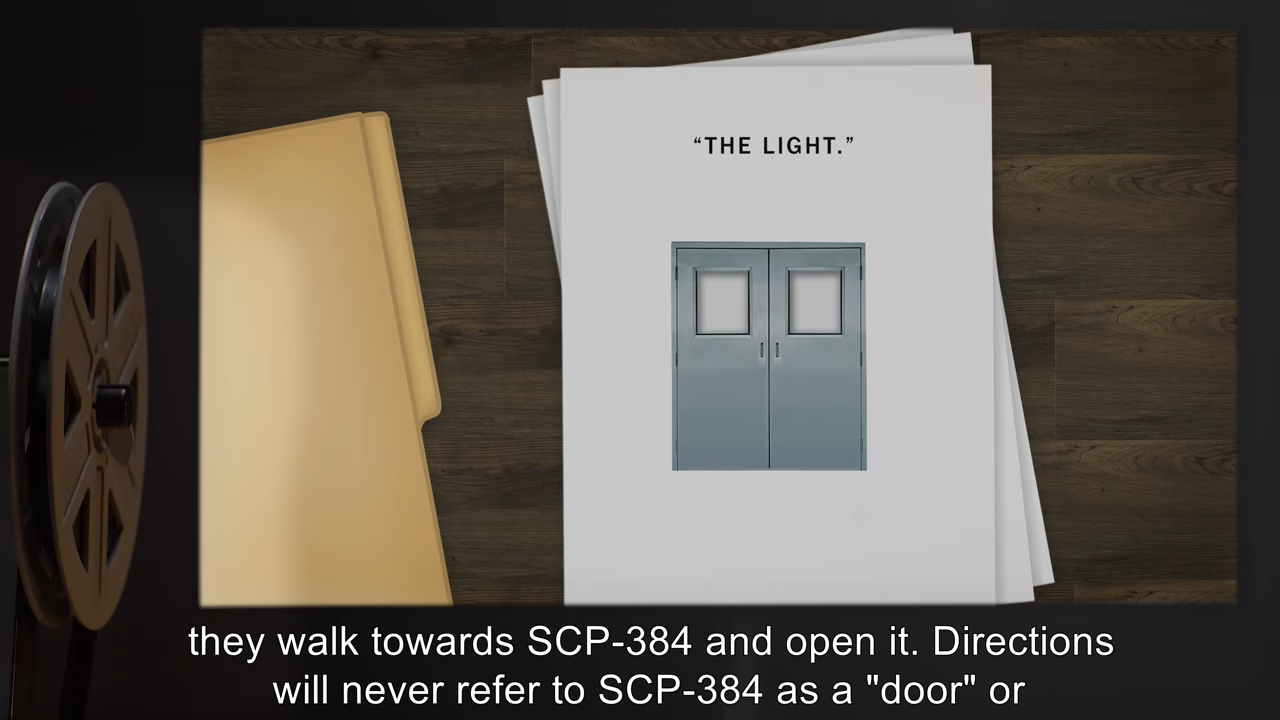 “THE LIGHT.”
they walk towards SCP-384 and open it. Directions
will never refer to SCP-384 as a "door" or